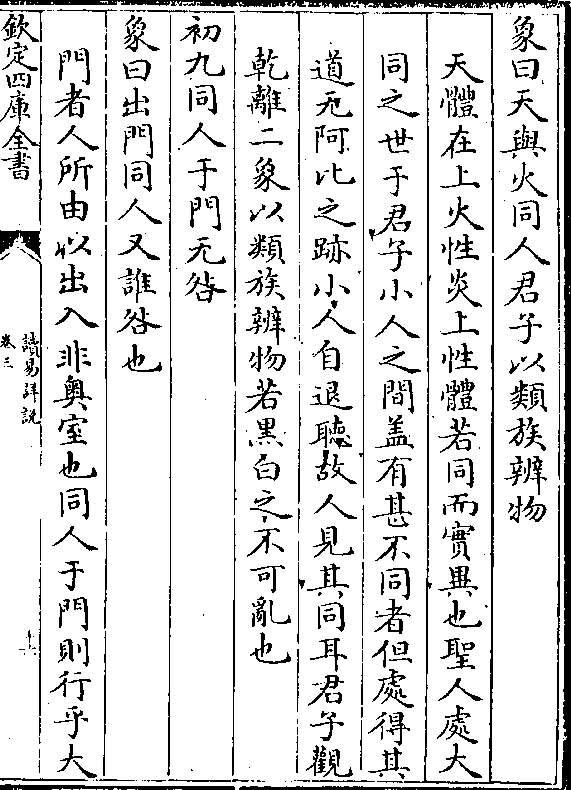 象曰天與火同人君子以類族辨物
天體在上火性炎上性體若同而實異也聖人處大
同之世于君子小人之間盖有甚不同者但處得其
道无阿比之跡小人自退聽故人見其同耳君子觀
乾離二象以類族辨物若黑白之不可亂也
初九同人于門无咎
象曰出門同人又誰咎也
門者人所由以出入非奥室也同人于門則行乎大
欽定四庫全書
讀易詳說
卷三